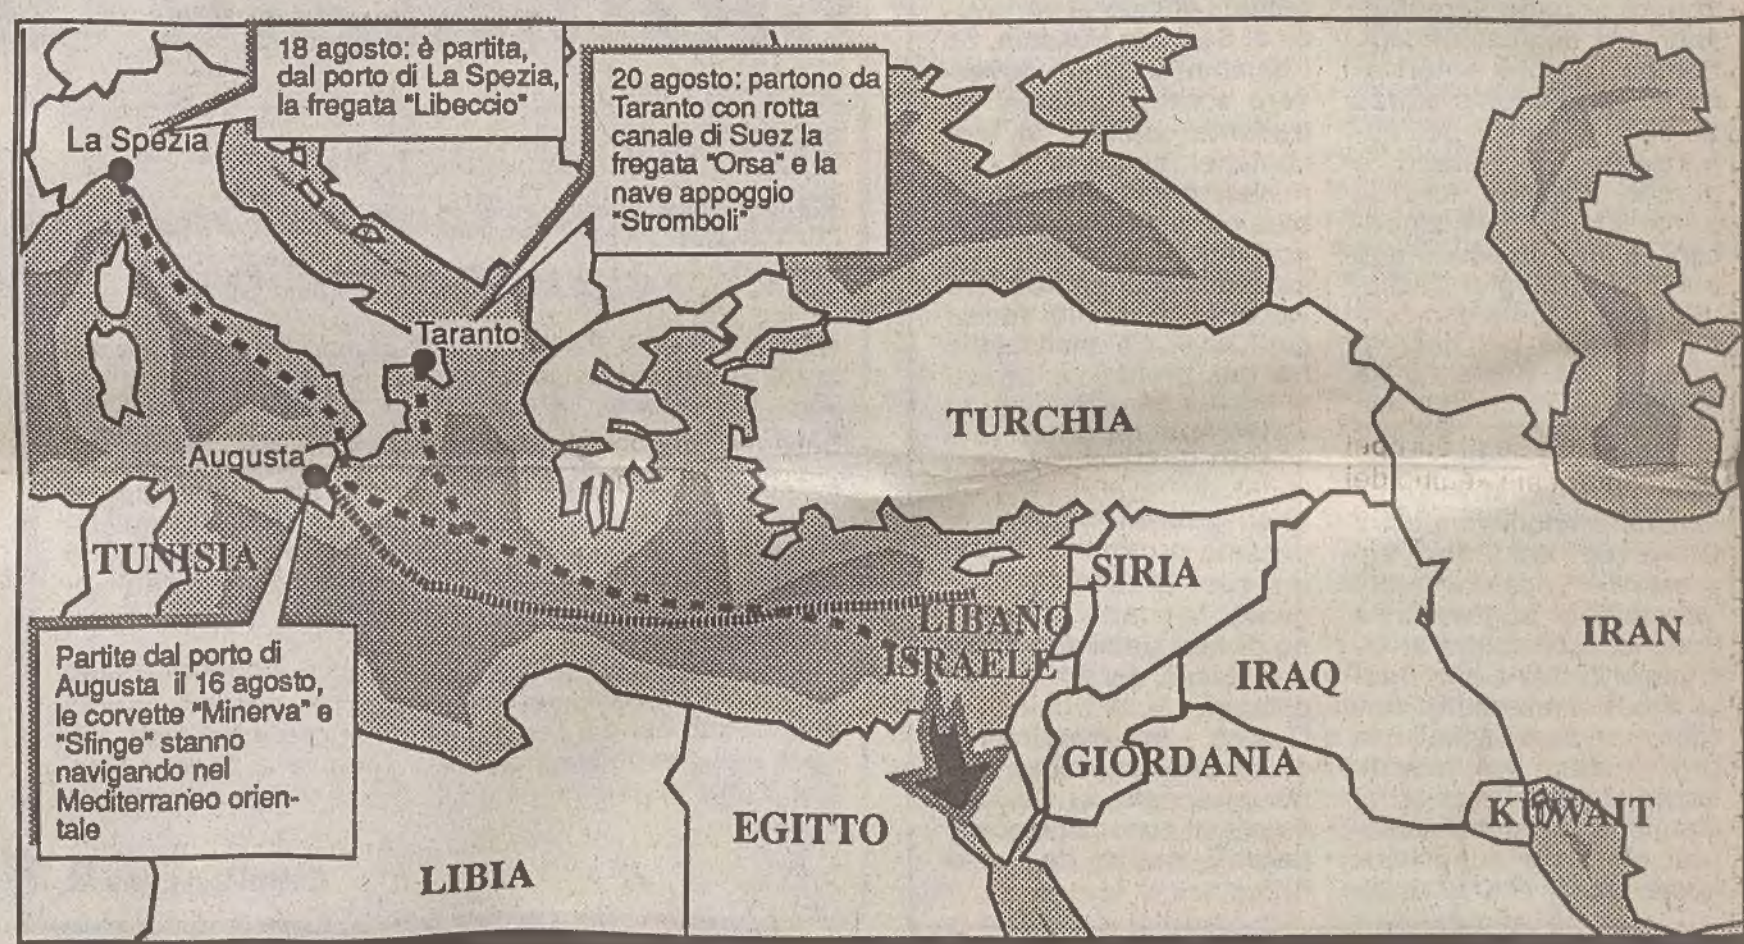 18 agosto: è partita,
dal porto di La Spezia,
la fregata "Libeccio"
20 agosto: partono da
Taranto con rotta
canale di Suez la
fregata "Orsa" e la
nave appoggio
"Stromboli"
La Spezia
Taranto
Augusta
TURCHIA
TUNISIA
SIRIA
LIBANO
ISRAELE
IRAN
IRAQ
GIORDANIA
KUWAIT
EGITTO
LIBIA
Partite dal porto di
Augusta il 16 agosto,
le corvette "Minerva" e
"Sfinge" stanno
navigando nel
Mediterraneo orien-
tale